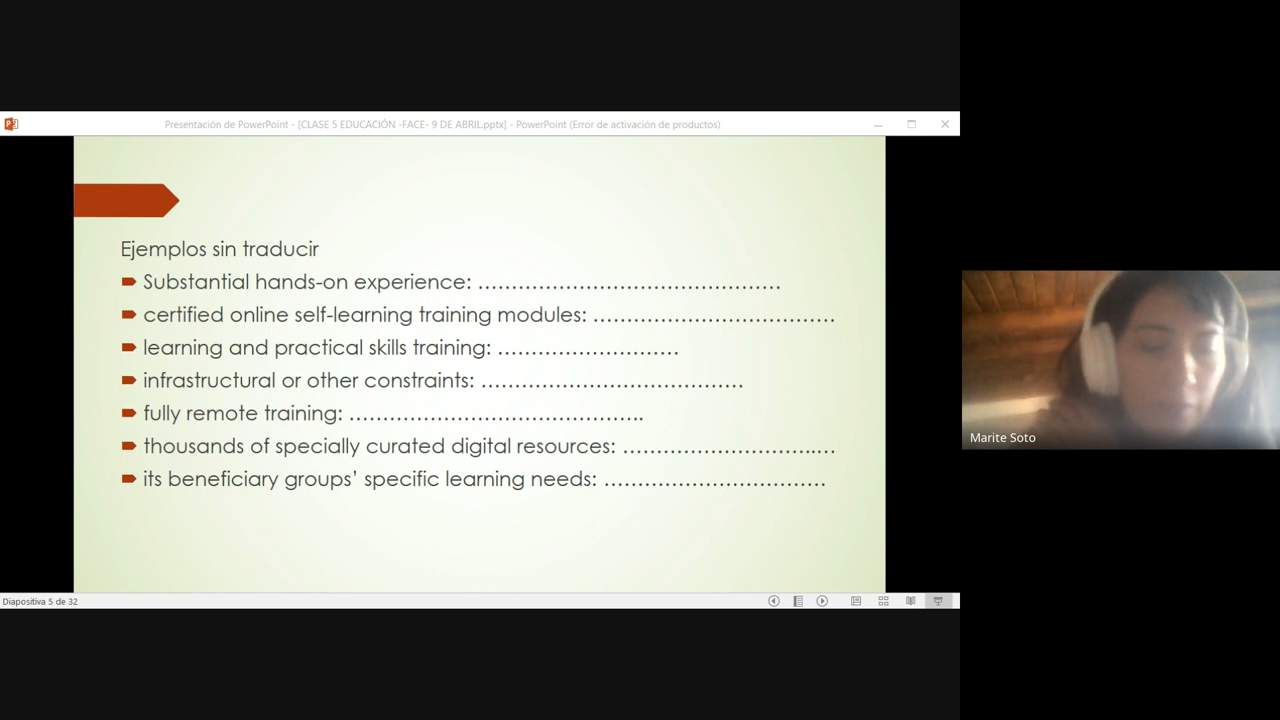 Presentación de PowerPoint - [CLASE 5 EDUCACIÓN -FACE- 9 DE ABRIL.pptx] - PowerPoint (Error de activación de productos)
Ejemplos sin traducir
Substantial hands-on experience: ………………………………………
certified online self-learning training modules: ………………………………
learning and practical skills training: ………………………
infrastructural or other constraints: …………………………………
fully remote training: ……………………………………..
thousands of specially curated digital resources: ………………………..…..
its beneficiary groups’ specific learning needs: ……………………………
Marite Soto
Diapositiva 5 de 32